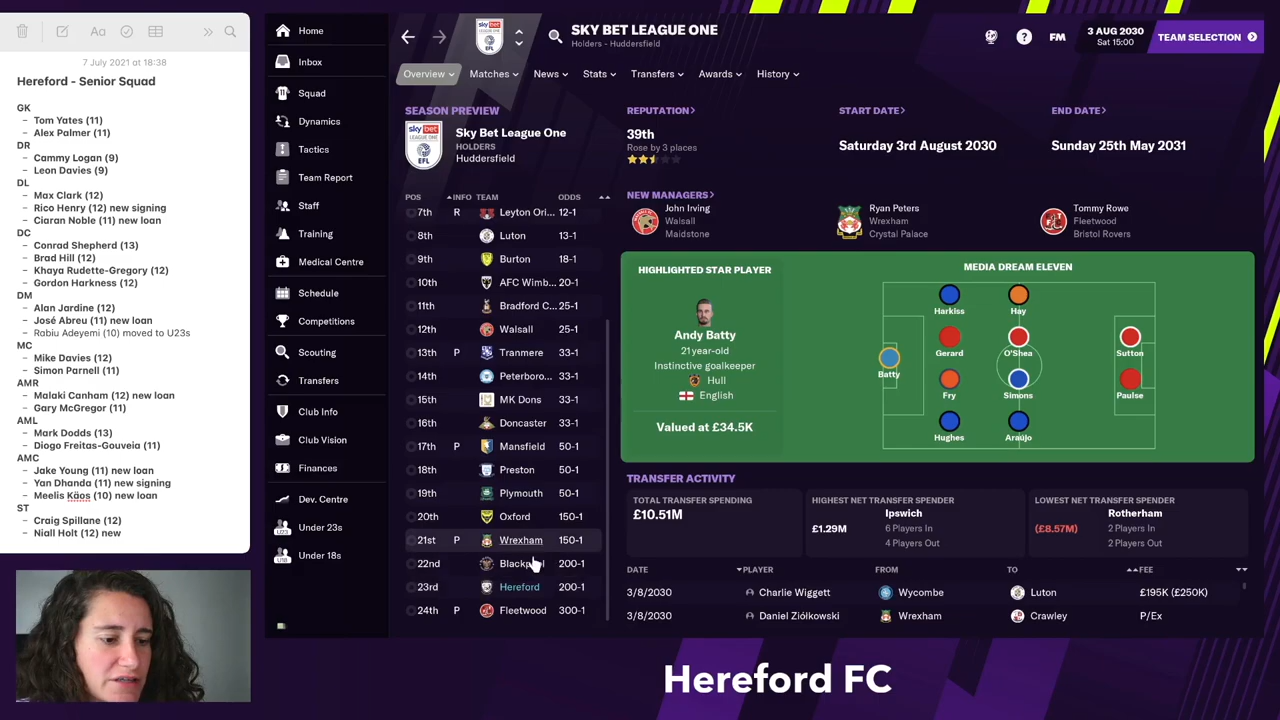 7 July 2021 at 18:38
Hereford - Senior Squad
GK
- Tom Yates (11)
- Alex Palmer (11)
DR
- Cammy Logan (9)
- Leon Davies (9)
DL
- Max Clark (12)
- Rico Henry (12) new signing
- Ciaran Noble (11) new loan
DC
- Conrad Shepherd (13)
- Brad Hill (12)
- Khaya Rudette-Gregory (12)
- Gordon Harkness (12)
DM
- Alan Jardine (12)
- José Abreu (11) new loan
- Rabiu Adeyemi (10) moved to U23s
MC
- Mike Davies (12)
- Simon Parnell (11)
AMR
- Malaki Canham (12) new loan
- Gary McGregor (11)
AML
- Mark Dodds (13)
- Diogo Freitas-Gouveia (11)
AMC
- Jake Young (11) new loan
- Yan Dhanda (11) new signing
- Meelis Käos (10) new loan
ST
- Craig Spillane (12)
- Niall Holt (12) new
Home
Inbox
Squad
Dynamics
Tactics
Team Report
Staff
Training
Medical Centre
Schedule
Competitions
Scouting
Transfers
Club Info
Club Vision
Finances
Dev. Centre
Under 23s
Under 18s
SKY BET LEAGUE ONE
Holders - Huddersfield
FM
3 AUG 2030
Sat 15:00
TEAM SELECTION
Overview Matches News Stats Transfers Awards History
SEASON PREVIEW
Sky Bet League One
HOLDERS
Huddersfield
REPUTATION
39th
Rose by 3 places
START DATE
Saturday 3rd August 2030
END DATE
Sunday 25th May 2031
NEW MANAGERS
John Irving
Walsall
Maidstone
Ryan Peters
Wrexham
Crystal Palace
Tommy Rowe
Fleetwood
Bristol Rovers
POS INFO TEAM ODDS
7th R Leyton Ori... 12-1
8th Luton 13-1
9th Burton 18-1
10th AFC Wimb... 20-1
11th Bradford C... 25-1
12th Walsall 25-1
13th P Tranmere 33-1
14th Peterboro... 33-1
15th MK Dons 33-1
16th Doncaster 33-1
17th P Mansfield 50-1
18th Preston 50-1
19th Plymouth 50-1
20th Oxford 150-1
21st P Wrexham 150-1
22nd Blackpool 200-1
23rd Hereford 200-1
24th P Fleetwood 300-1
HIGHLIGHTED STAR PLAYER
Andy Batty
21 year-old
Instinctive goalkeeper
Hull
English
Valued at £34.5K
MEDIA DREAM ELEVEN
Harkiss
Hay
Gerard
O'Shea
Sutton
Batty
Fry
Simons
Paulse
Hughes
Araújo
TRANSFER ACTIVITY
TOTAL TRANSFER SPENDING
£10.51M
HIGHEST NET TRANSFER SPENDER
£1.29M
Ipswich
6 Players In
4 Players Out
LOWEST NET TRANSFER SPENDER
(£8.57M)
Rotherham
2 Players In
2 Players Out
DATE PLAYER FROM TO FEE
3/8/2030 Charlie Wiggett Wycombe Luton £195K (£250K)
3/8/2030 Daniel Ziółkowski Wrexham Crawley P/Ex
Hereford FC